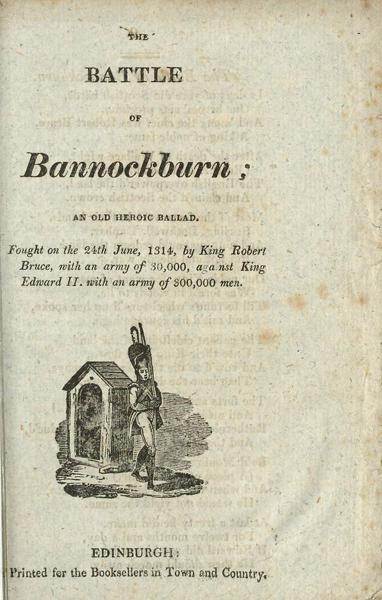 THE
BATTLE
OF
Bannockburn;
AN OLD HEROIC BALLAD.
Fought on the 24th June, 1314, by King Robert
Bruce, with an army of 30,000, against King
Edward II. with an army of 300,000 men.
EDINBURGH:
Printed for the Booksellers in Town and Country.